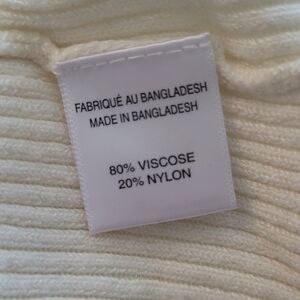 FABRIQUÉ AU BANGLADESH
MADE IN BANGLADESH
80% VISCOSE
20% NYLON